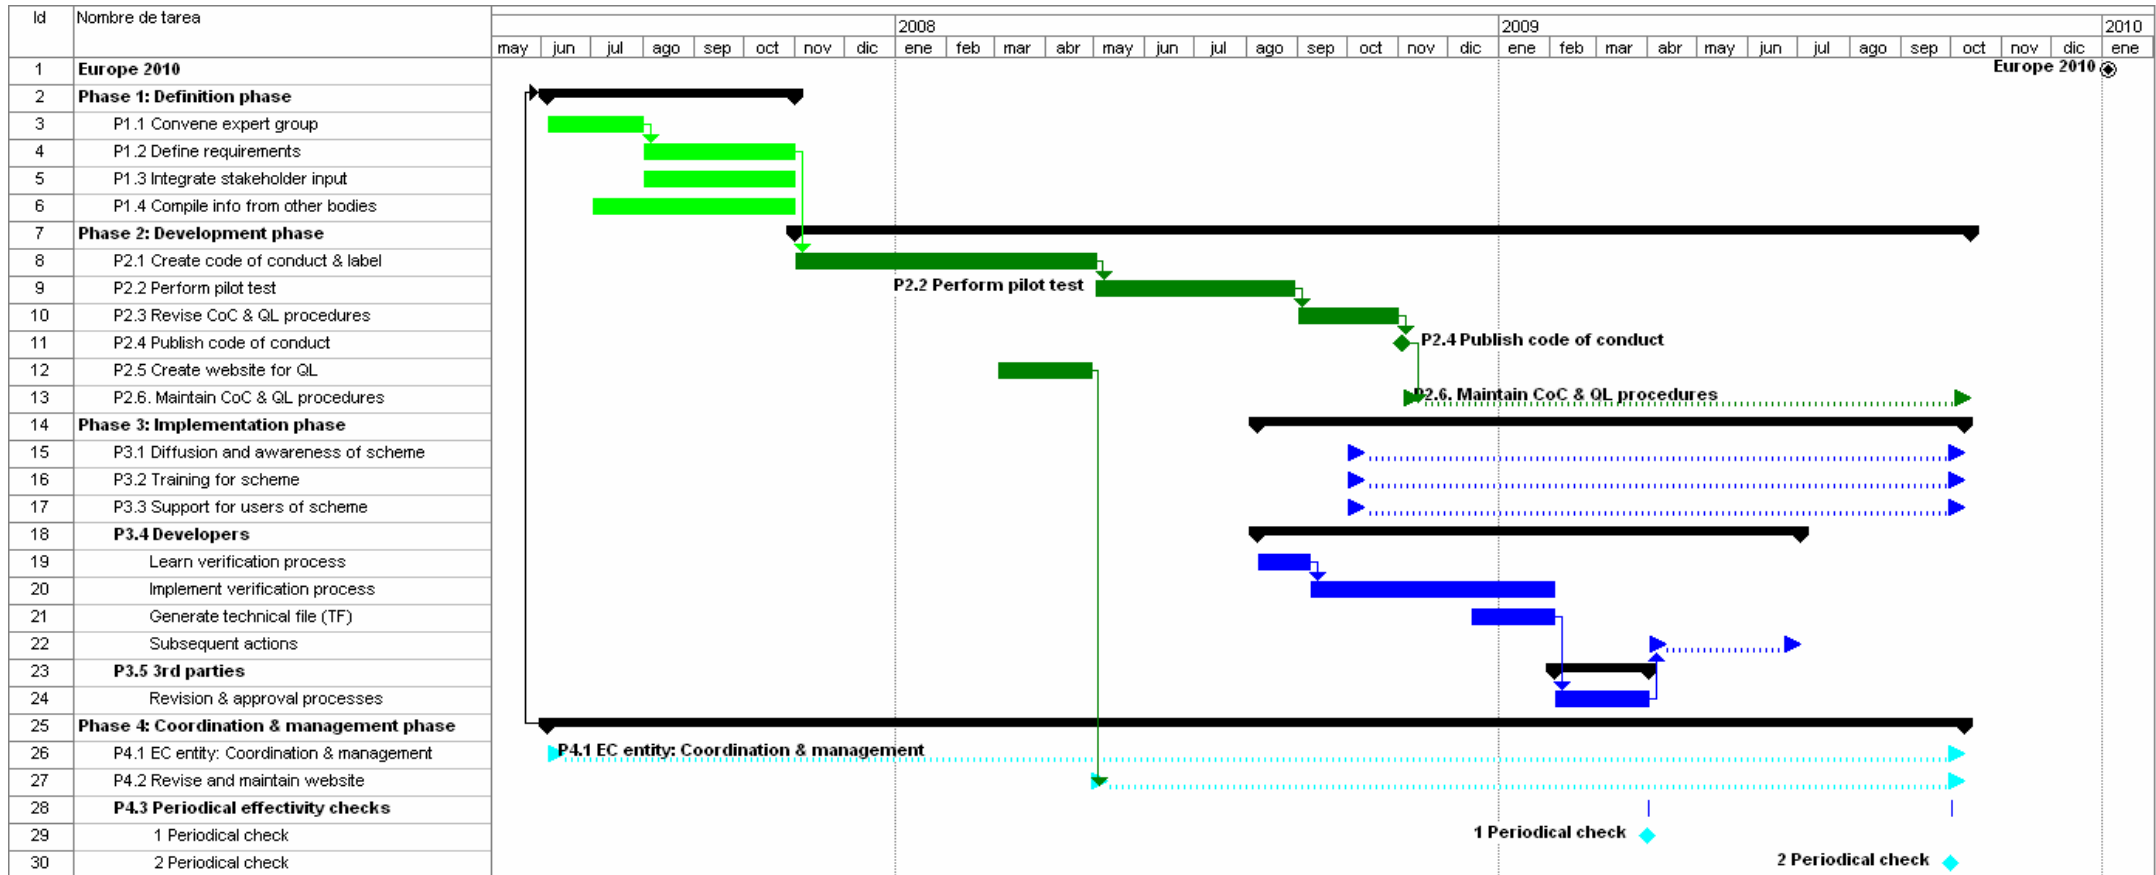 Id Nombre de tarea
2008 2009 2010
may jun jul ago sep oct nov dic ene feb mar abr may jun jul ago sep oct nov dic ene feb mar abr may jun jul ago sep oct nov dic ene
1 Europe 2010 Europe 2010
2 Phase 1: Definition phase
3 P1.1 Convene expert group
4 P1.2 Define requirements
5 P1.3 Integrate stakeholder input
6 P1.4 Compile info from other bodies
7 Phase 2: Development phase
8 P2.1 Create code of conduct & label
9 P2.2 Perform pilot test P2.2 Perform pilot test
10 P2.3 Revise CoC & QL procedures
11 P2.4 Publish code of conduct P2.4 Publish code of conduct
12 P2.5 Create website for QL
13 P2.6. Maintain CoC & QL procedures P2.6. Maintain CoC & QL procedures
14 Phase 3: Implementation phase
15 P3.1 Diffusion and awareness of scheme
16 P3.2 Training for scheme
17 P3.3 Support for users of scheme
18 P3.4 Developers
19 Learn verification process
20 Implement verification process
21 Generate technical file (TF)
22 Subsequent actions
23 P3.5 3rd parties
24 Revision & approval processes
25 Phase 4: Coordination & management phase
26 P4.1 EC entity: Coordination & management P4.1 EC entity: Coordination & management
27 P4.2 Revise and maintain website
28 P4.3 Periodical effectivity checks
29 1 Periodical check 1 Periodical check
30 2 Periodical check 2 Periodical check